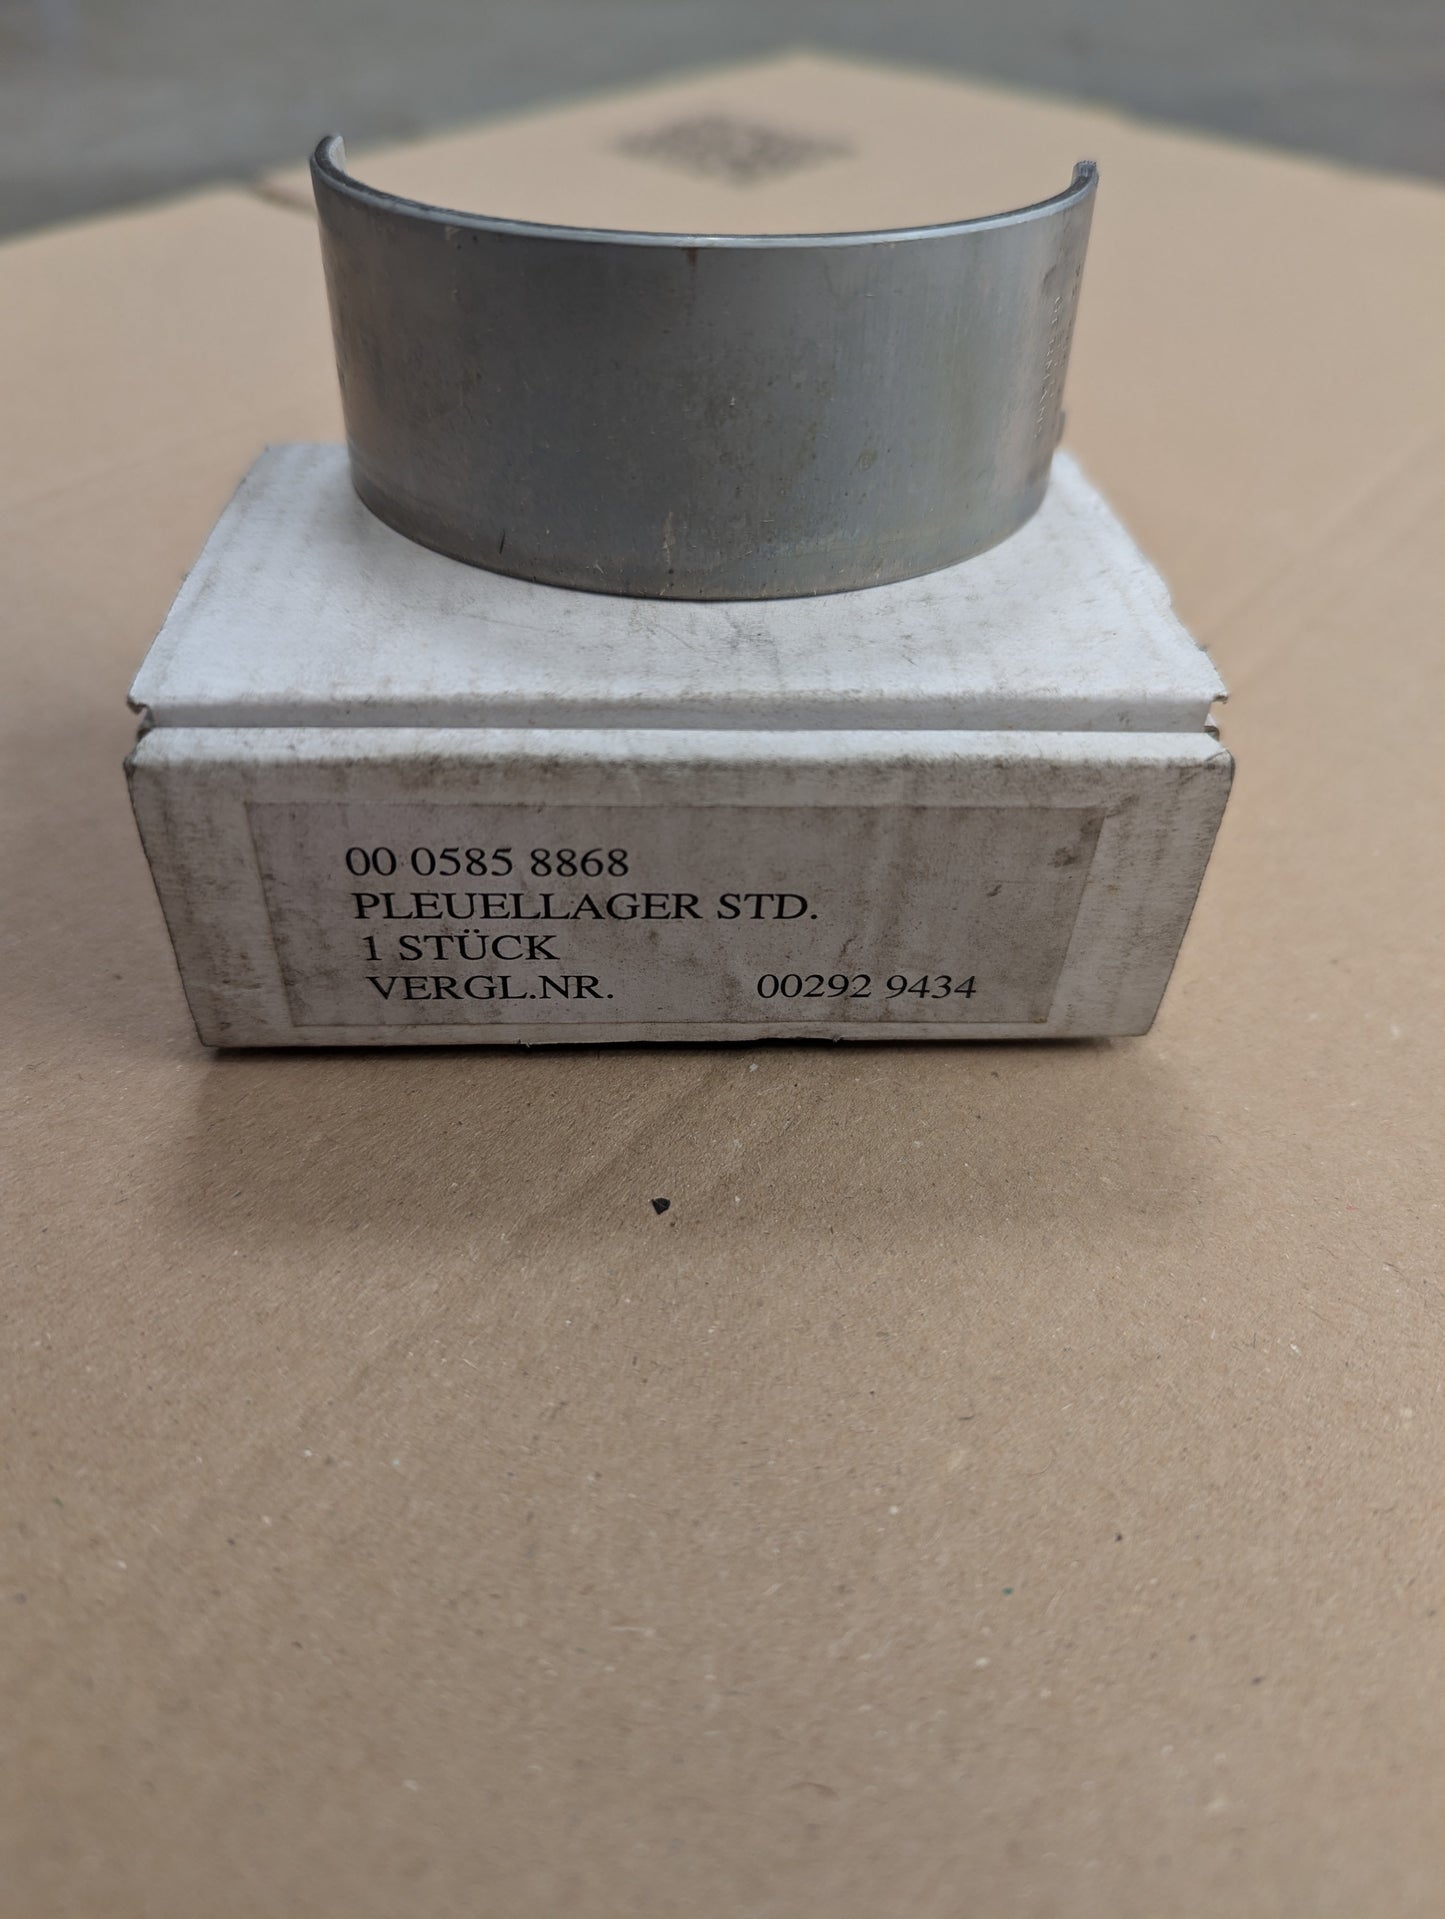 00 0585 8868
PLEUELLAGER STD.
1 STÜCK
VERGL.NR. 00292 9434